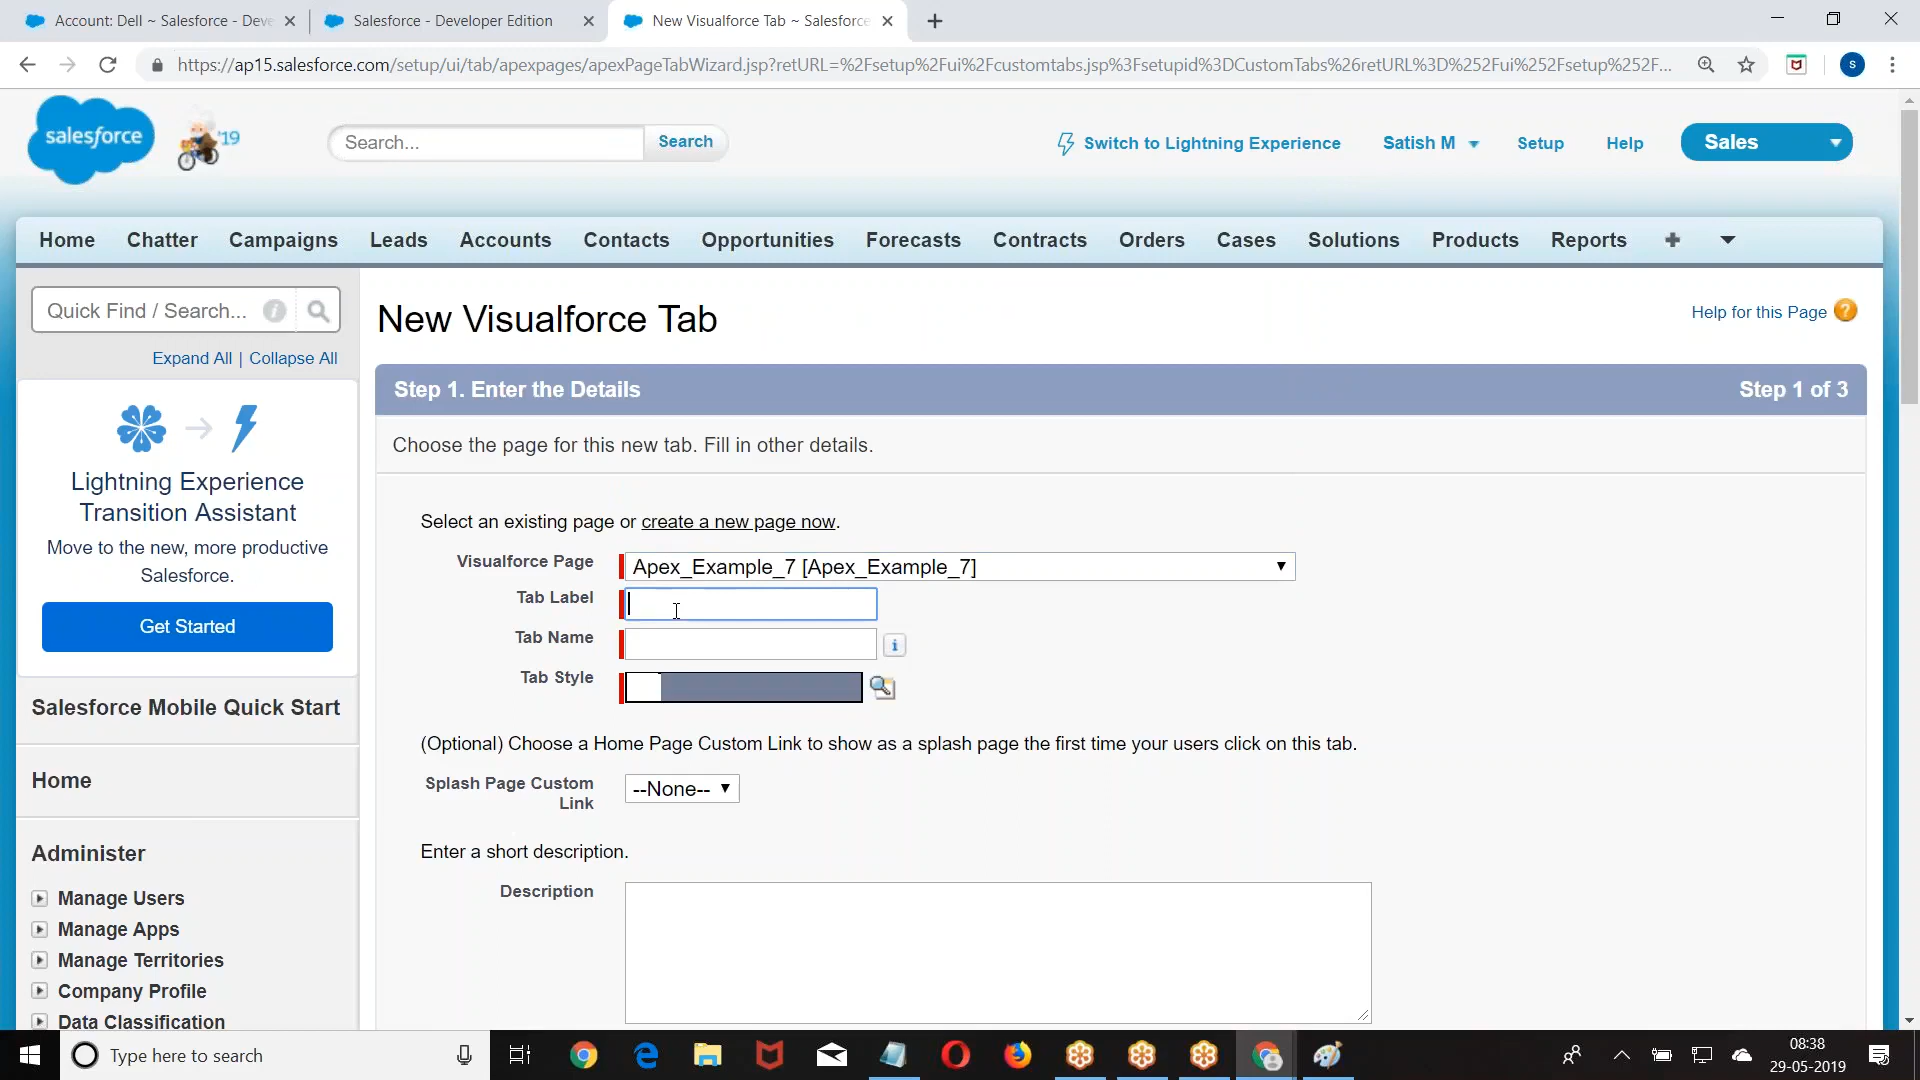 Account: Dell ~ Salesforce - Deve
Salesforce - Developer Edition
New Visualforce Tab ~ Salesforce
https://ap15.salesforce.com/setup/ui/tab/apexpages/apexPageTabWizard.jsp?retURL=%2Fsetup%2Fui%2Fcustomtabs.jsp%3Fsetupid%3DCustomTabs%26retURL%3D%252Fui%252Fsetup%252F...
S
salesforce
'19
Search...
Search
Switch to Lightning Experience
Satish M
Setup
Help
Sales
Home
Chatter
Campaigns
Leads
Accounts
Contacts
Opportunities
Forecasts
Contracts
Orders
Cases
Solutions
Products
Reports
Quick Find / Search...
Expand All | Collapse All
Lightning Experience
Transition Assistant
Move to the new, more productive
Salesforce.
Get Started
Salesforce Mobile Quick Start
Home
Administer
Manage Users
Manage Apps
Manage Territories
Company Profile
Data Classification
New Visualforce Tab
Help for this Page
Step 1. Enter the Details
Step 1 of 3
Choose the page for this new tab. Fill in other details.
Select an existing page or create a new page now.
Visualforce Page
Apex_Example_7 [Apex_Example_7]
Tab Label
Tab Name
Tab Style
(Optional) Choose a Home Page Custom Link to show as a splash page the first time your users click on this tab.
Splash Page Custom
Link
--None--
Enter a short description.
Description
Type here to search
08:38
29-05-2019